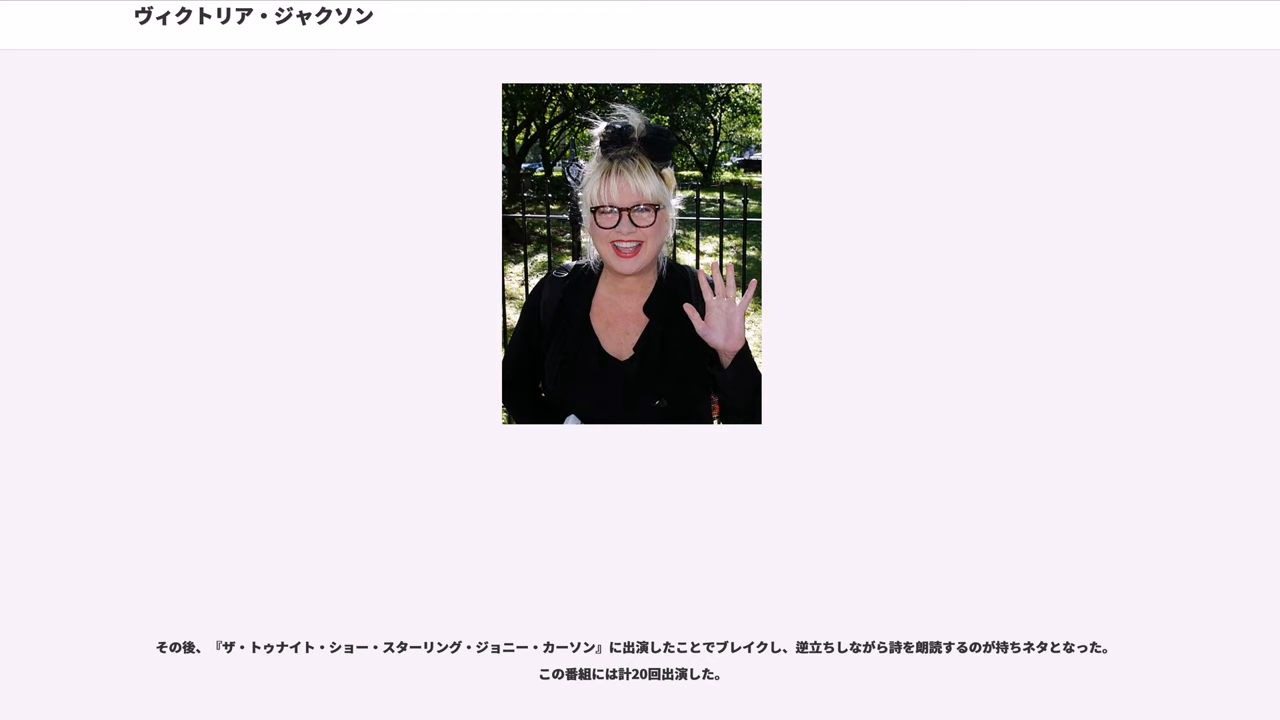 ヴィクトリア・ジャクソン
その後、『ザ・トゥナイト・ショー・スターリング・ジョニー・カーソン』に出演したことでブレイクし、逆立ちしながら詩を朗読するのが持ちネタとなった。
この番組には計20回出演した。